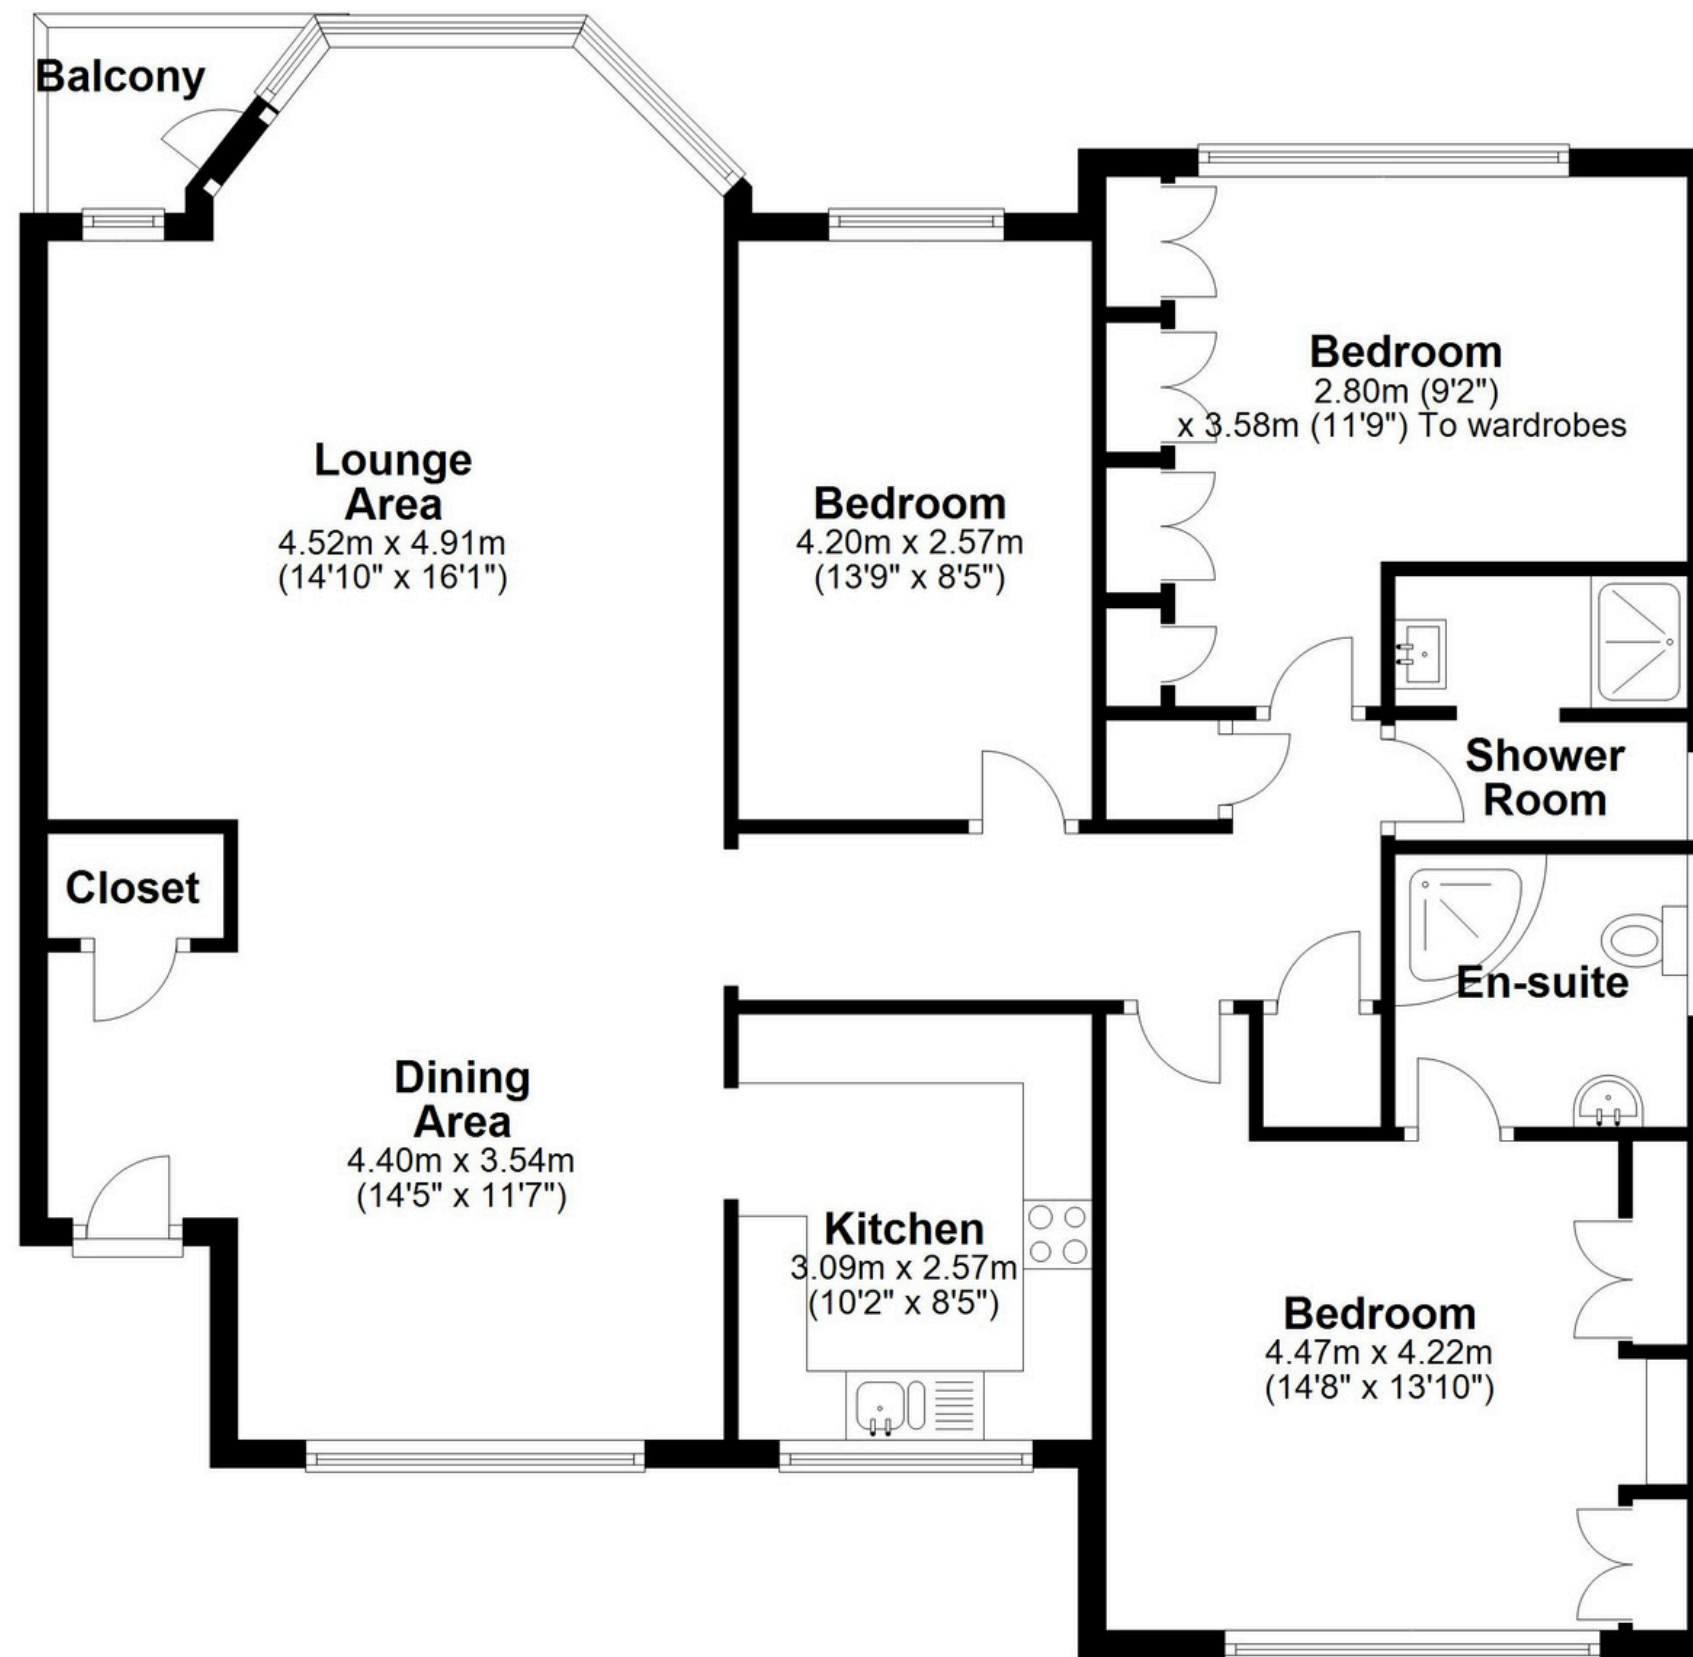 Balcony
Lounge
Area
4.52m x 4.91m
(14'10" x 16'1")
Bedroom
4.20m x 2.57m
(13'9" x 8'5")
Bedroom
2.80m (9'2")
x 3.58m (11'9") To wardrobes
Shower
Room
Closet
En-suite
Dining
Area
4.40m x 3.54m
(14'5" x 11'7")
Kitchen
3.09m x 2.57m
(10'2" x 8'5")
Bedroom
4.47m x 4.22m
(14'8" x 13'10")